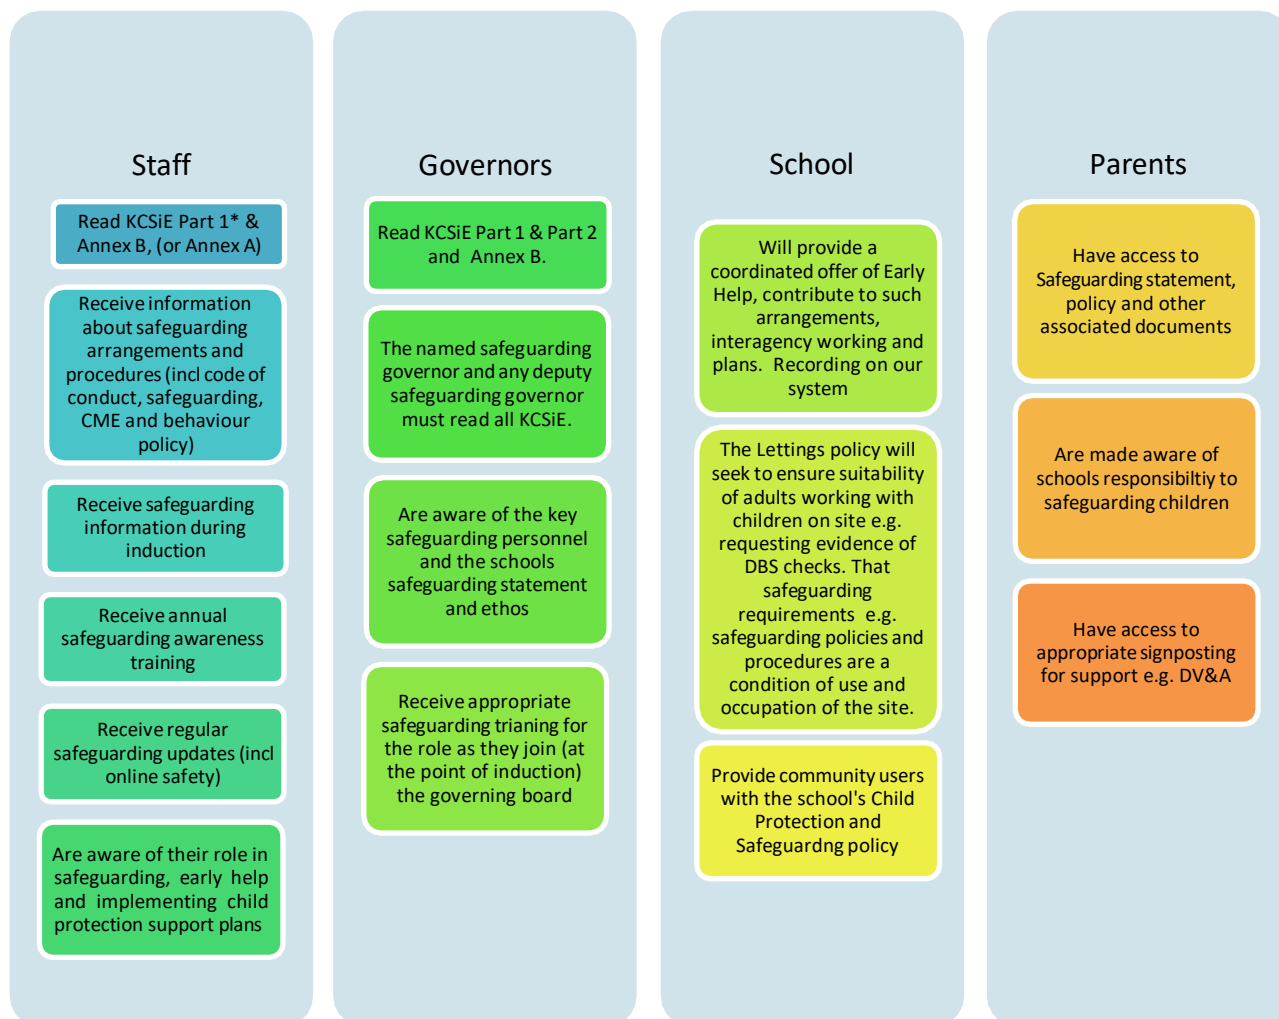 Staff
Read KCSiE Part 1* &
Annex B, (or Annex A)
Receive information
about safeguarding
arrangements and
procedures (incl code of
conduct, safeguarding,
CME and behaviour
policy)
Receive safeguarding
information during
induction
Receive annual
safeguarding awareness
training
Receive regular
safeguarding updates (incl
online safety)
Are aware of their role in
safeguarding, early help
and implementing child
protection support plans
Governors
Read KCSiE Part 1 & Part 2
and Annex B.
The named safeguarding
governor and any deputy
safeguarding governor
must read all KCSiE.
Are aware of the key
safeguarding personnel
and the schools
safeguarding statement
and ethos
Receive appropriate
safeguarding trianing for
the role as they join (at
the point of induction)
the governing board
School
Will provide a
coordinated offer of Early
Help, contribute to such
arrangements,
interagency working and
plans. Recording on our
system
The Lettings policy will
seek to ensure suitability
of adults working with
children on site e.g.
requesting evidence of
DBS checks. That
safeguarding
requirements e.g.
safeguarding policies and
procedures are a
condition of use and
occupation of the site.
Provide community users
with the school's Child
Protection and
Safeguardng policy
Parents
Have access to
Safeguarding statement,
policy and other
associated documents
Are made aware of
schools responsibiltiy to
safeguarding children
Have access to
appropriate signposting
for support e.g. DV&A